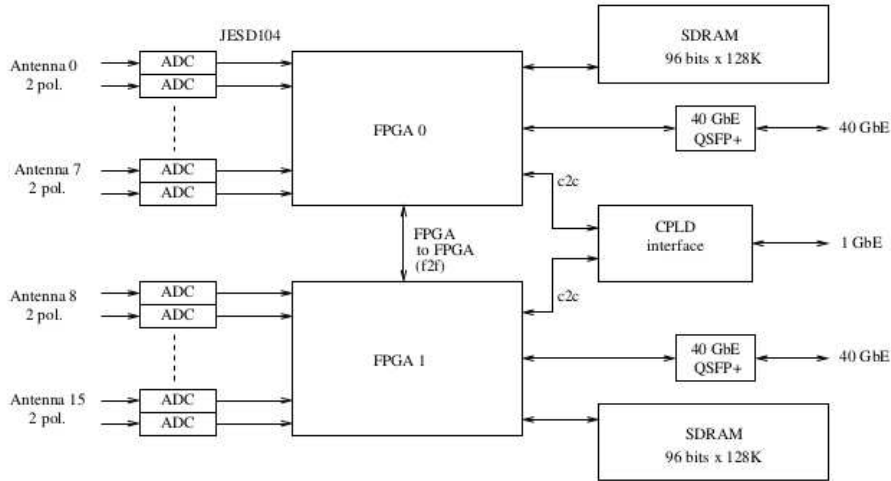 JESD104
Antenna 0
2 pol.
ADC
ADC
Antenna 7
2 pol.
ADC
ADC
FPGA 0
SDRAM
96 bits x 128K
40 GbE
QSFP+
40 GbE
c2c
CPLD
interface
1 GbE
FPGA
to FPGA
(f2f)
c2c
Antenna 8
2 pol.
ADC
ADC
Antenna 15
2 pol.
ADC
ADC
FPGA 1
40 GbE
QSFP+
40 GbE
SDRAM
96 bits x 128K